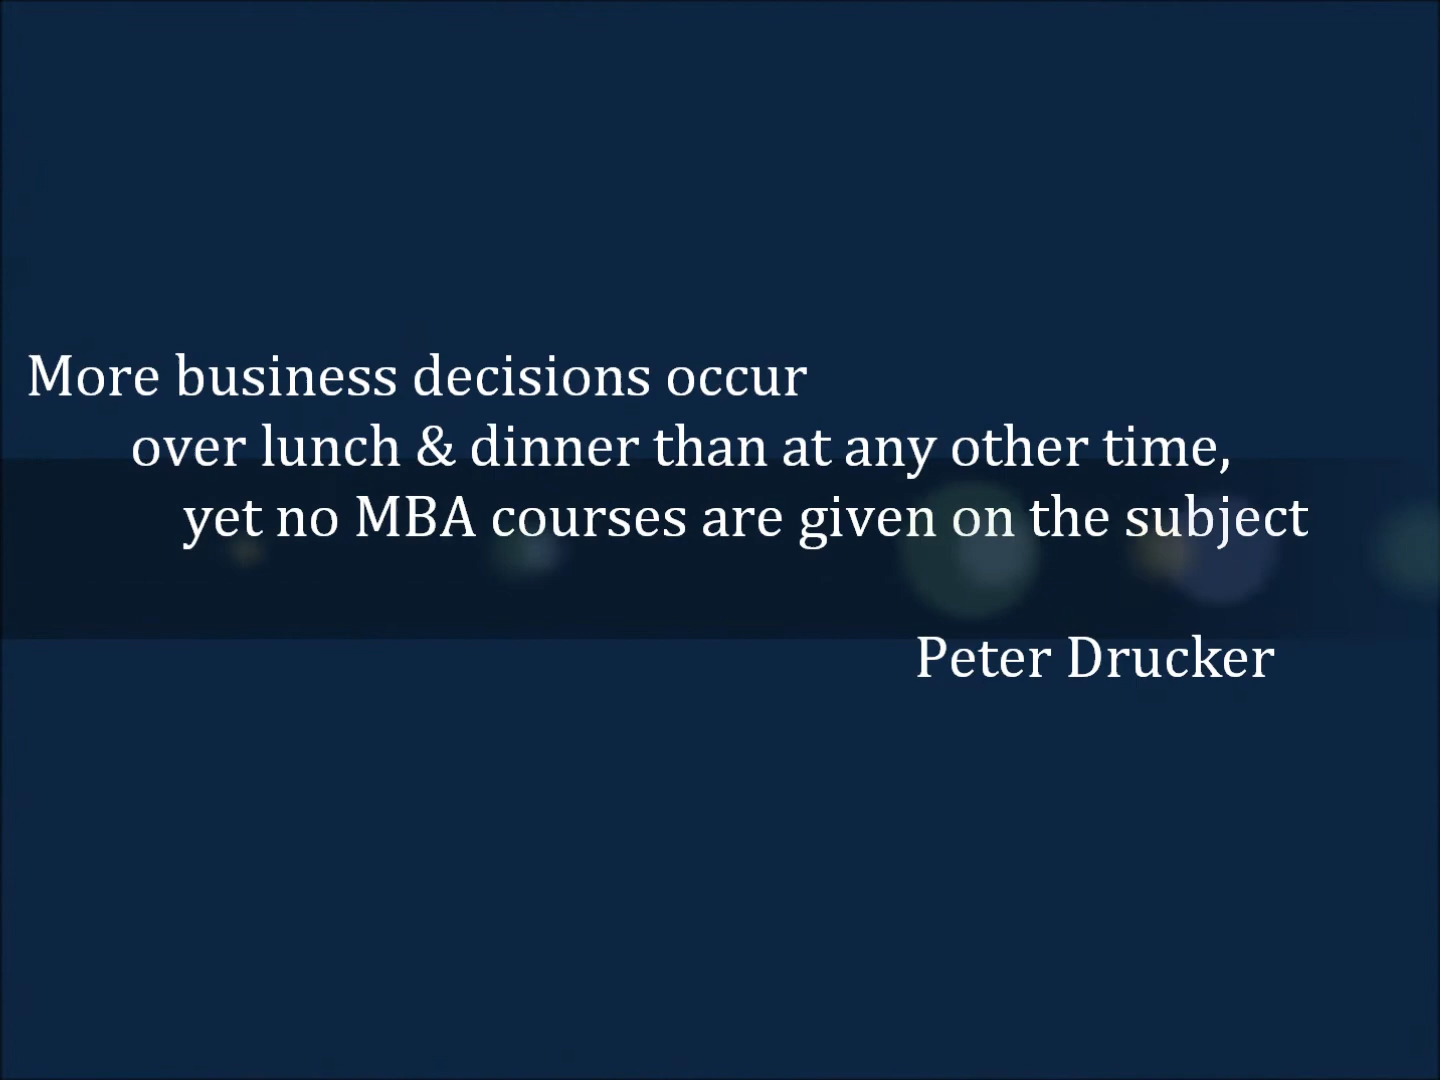 More business decisions occur
over lunch & dinner than at any other time,
yet no MBA courses are given on the subject
Peter Drucker